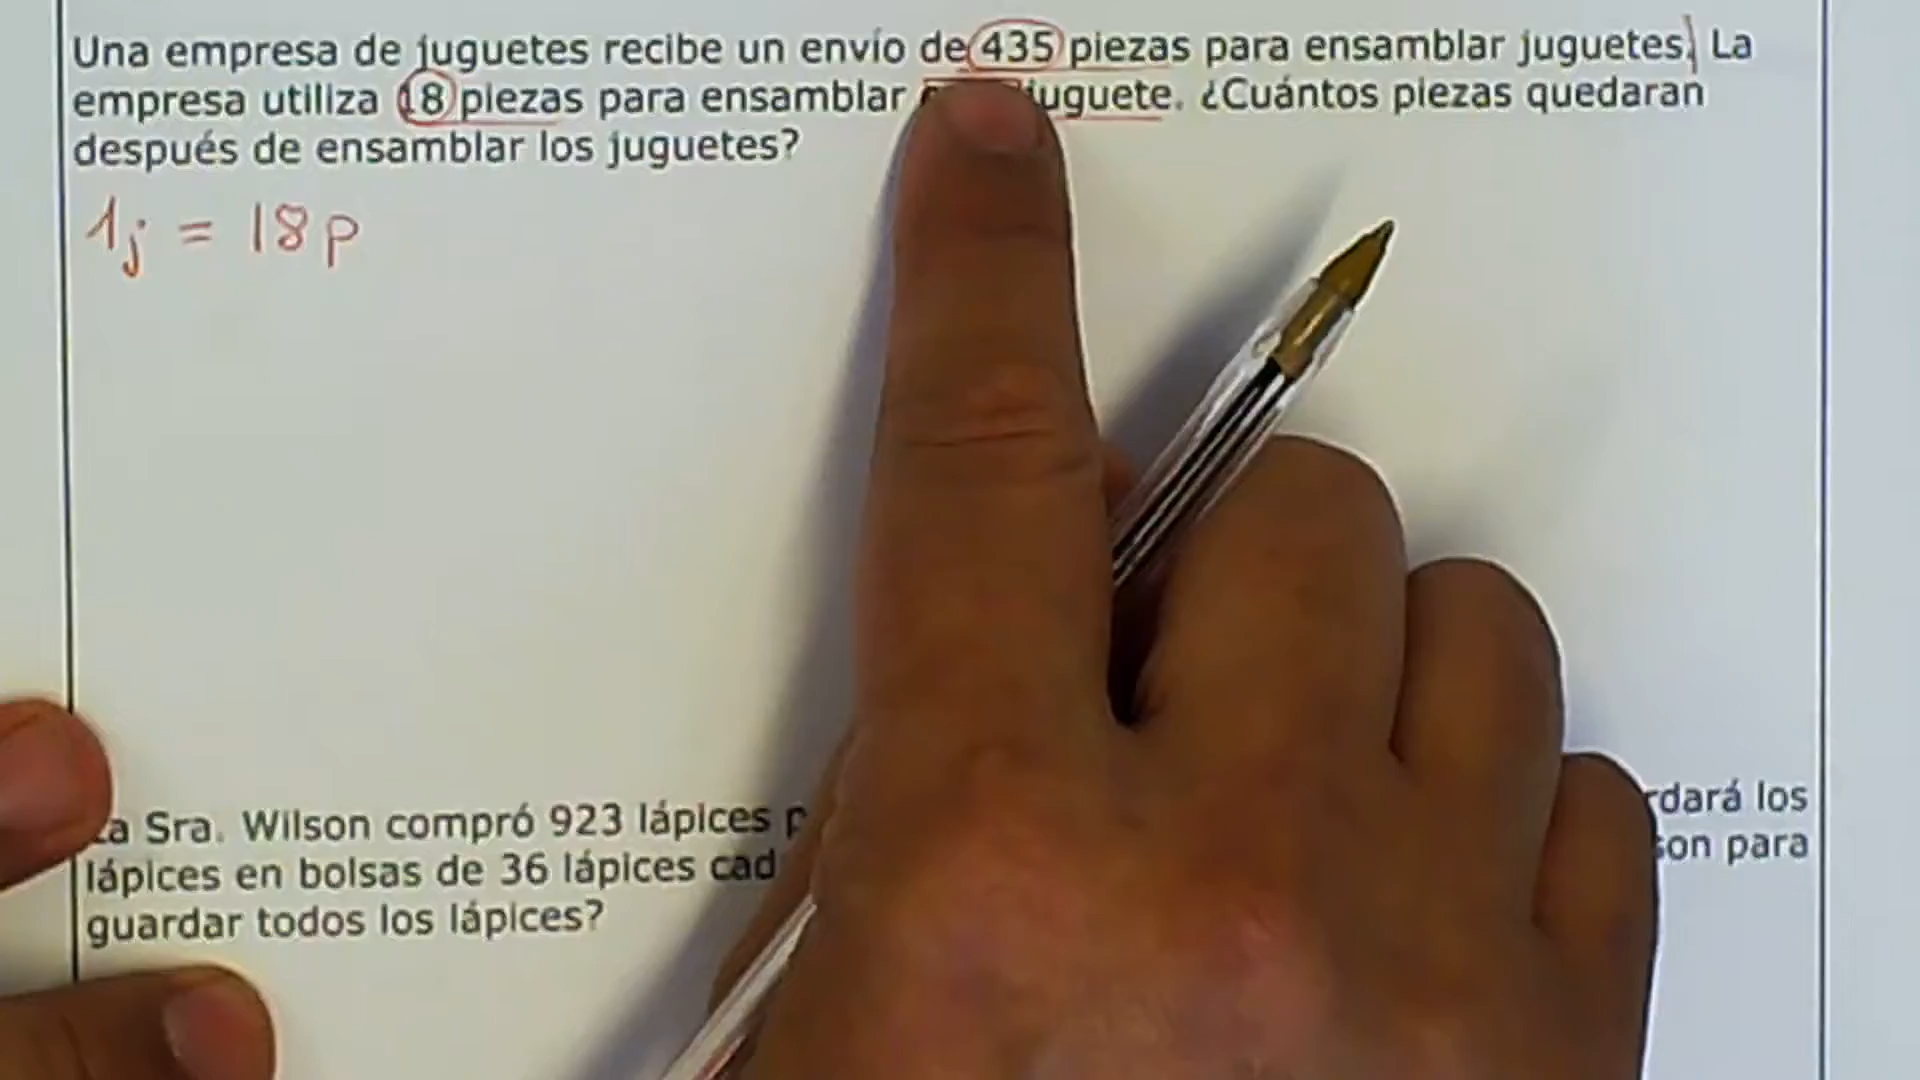 Una empresa de juguetes recibe un envío de 435 piezas para ensamblar juguetes. La
empresa utiliza 18 piezas para ensamblar juguete. ¿Cuántos piezas quedaran
después de ensamblar los juguetes?
1j = 18p
La Sra. Wilson compró 923 lápices rdará los
lápices en bolsas de 36 lápices cad son para
guardar todos los lápices?